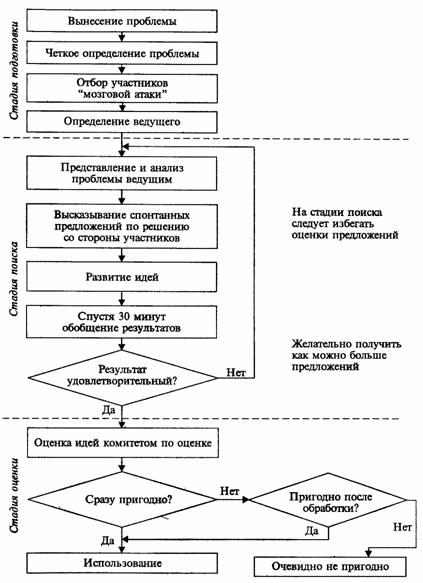 Стадия подготовки
Вынесение проблемы
Четкое определение проблемы
Отбор участников
“мозговой атаки”
Определение ведущего
Стадия поиска
Представление и анализ
проблемы ведущим
Высказывание спонтанных
предложений по решению
со стороны участников
На стадии поиска
следует избегать
оценки предложений
Развитие идей
Спустя 30 минут
обобщение результатов
Результат
удовлетворительный?
Нет
Да
Желательно получить
как можно больше
предложений
Стадия оценки
Оценка идей комитетом по оценке
Сразу пригодно?
Нет
Да
Пригодно после
обработки?
Да
Нет
Использование
Очевидно не пригодно